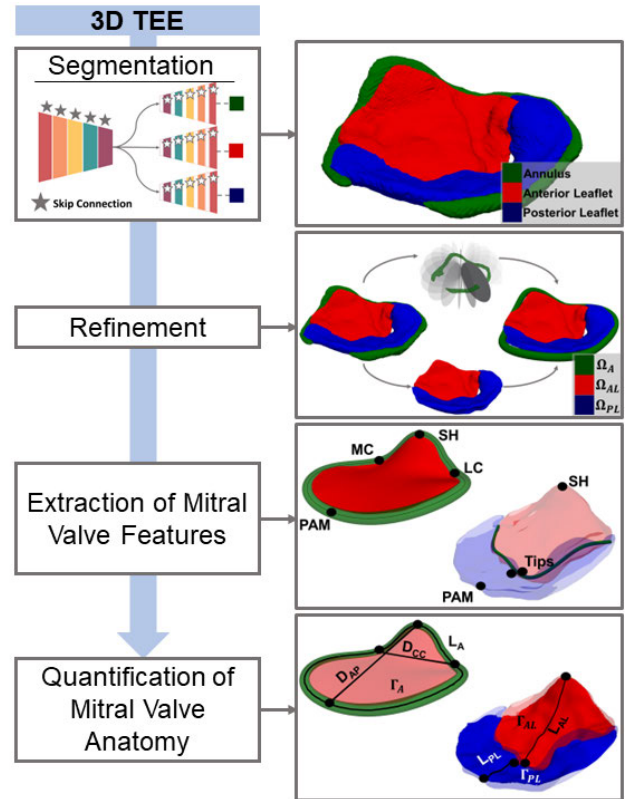 3D TEE
Segmentation
Skip Connection
Annulus
Anterior Leaflet
Posterior Leaflet
Refinement
Ω_A
Ω_AL
Ω_PL
Extraction of Mitral
Valve Features
MC
SH
LC
PAM
SH
Tips
PAM
Quantification of
Mitral Valve
Anatomy
D_AP
D_CC
L_A
Γ_A
Γ_AL
L_AL
L_PL
Γ_PL